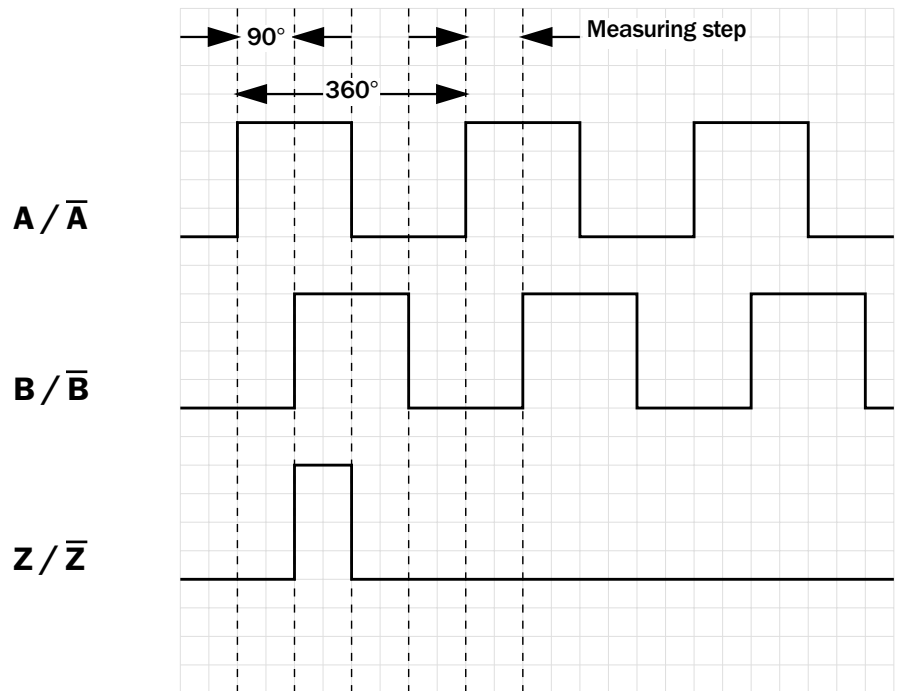 90° Measuring step
360°
A / A̅
B / B̅
Z / Z̅